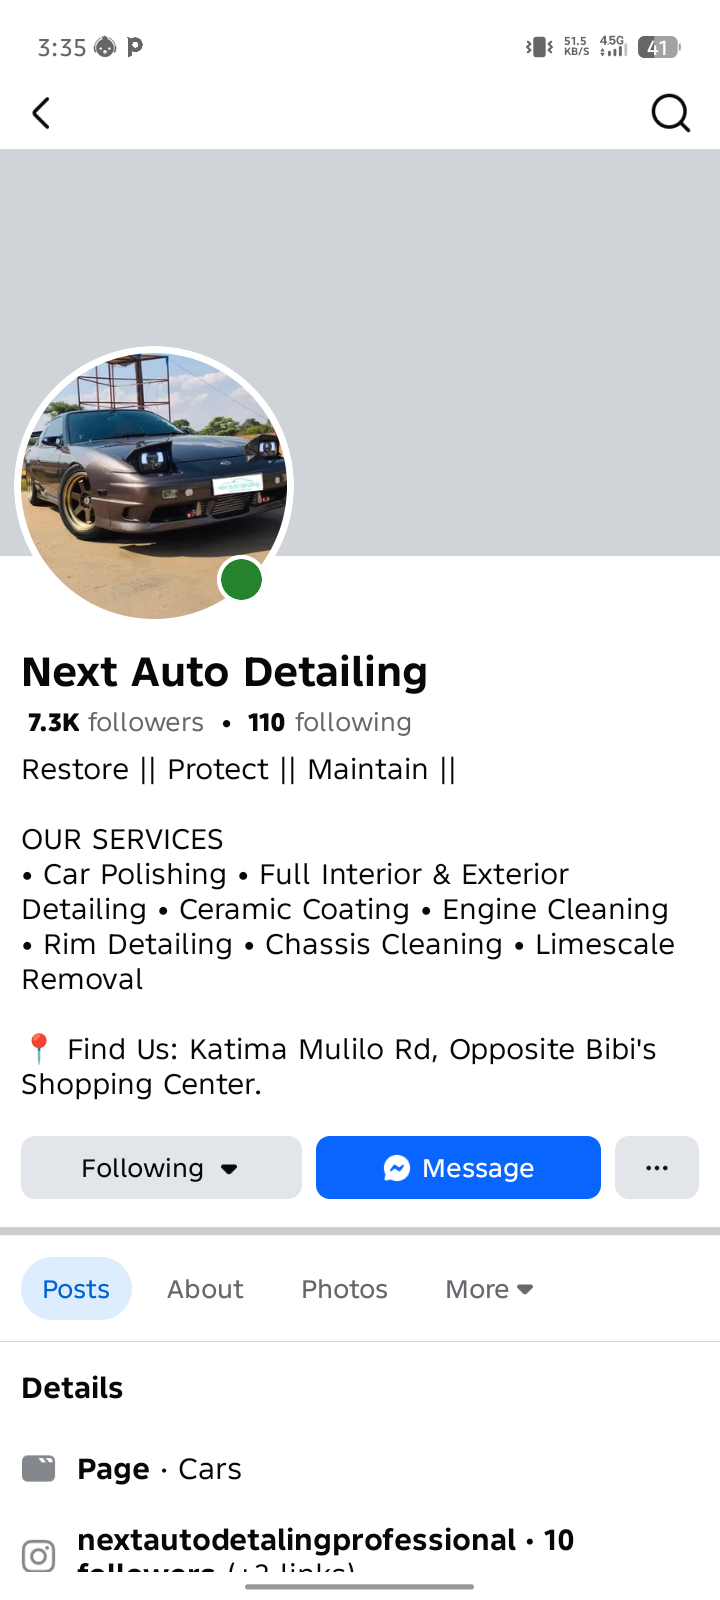 3:35
51.5
KB/S
4.5G
41
Next Auto Detailing
7.3K followers • 110 following
Restore || Protect || Maintain ||
OUR SERVICES
• Car Polishing • Full Interior & Exterior
Detailing • Ceramic Coating • Engine Cleaning
• Rim Detailing • Chassis Cleaning • Limescale
Removal
📍 Find Us: Katima Mulilo Rd, Opposite Bibi's
Shopping Center.
Following
Message
Posts
About
Photos
More
Details
Page · Cars
nextautodetalingprofessional · 10
followers (+2 links)